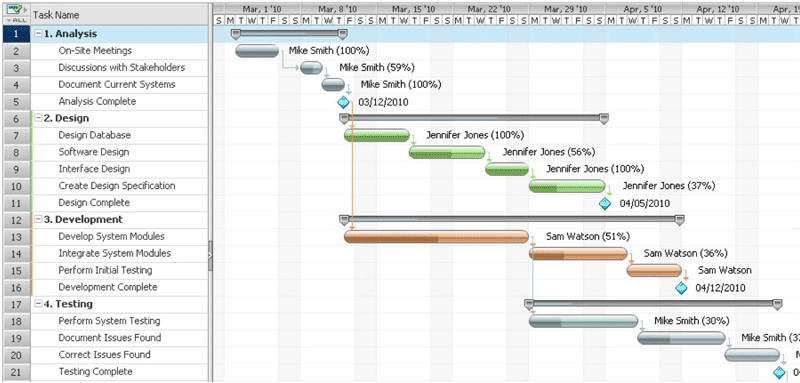 Task Name
Mar, 1 '10 Mar, 8 '10 Mar, 15 '10 Mar, 22 '10 Mar, 29 '10 Apr, 5 '10 Apr, 12 '10 Apr,
ALL
S M T W T F S S M T W T F S S M T W T F S S M T W T F S S M T W T F S S M T W T F S S M T W T F S S M T
1 1. Analysis
2 On-Site Meetings Mike Smith (100%)
3 Discussions with Stakeholders Mike Smith (59%)
4 Document Current Systems Mike Smith (100%)
5 Analysis Complete 03/12/2010
6 2. Design
7 Design Database Jennifer Jones (100%)
8 Software Design Jennifer Jones (56%)
9 Interface Design Jennifer Jones (100%)
10 Create Design Specification Jennifer Jones (37%)
11 Design Complete 04/05/2010
12 3. Development
13 Develop System Modules Sam Watson (51%)
14 Integrate System Modules Sam Watson (36%)
15 Perform Initial Testing Sam Watson
16 Development Complete 04/12/2010
17 4. Testing
18 Perform System Testing Mike Smith (30%)
19 Document Issues Found Mike Smith
20 Correct Issues Found
21 Testing Complete